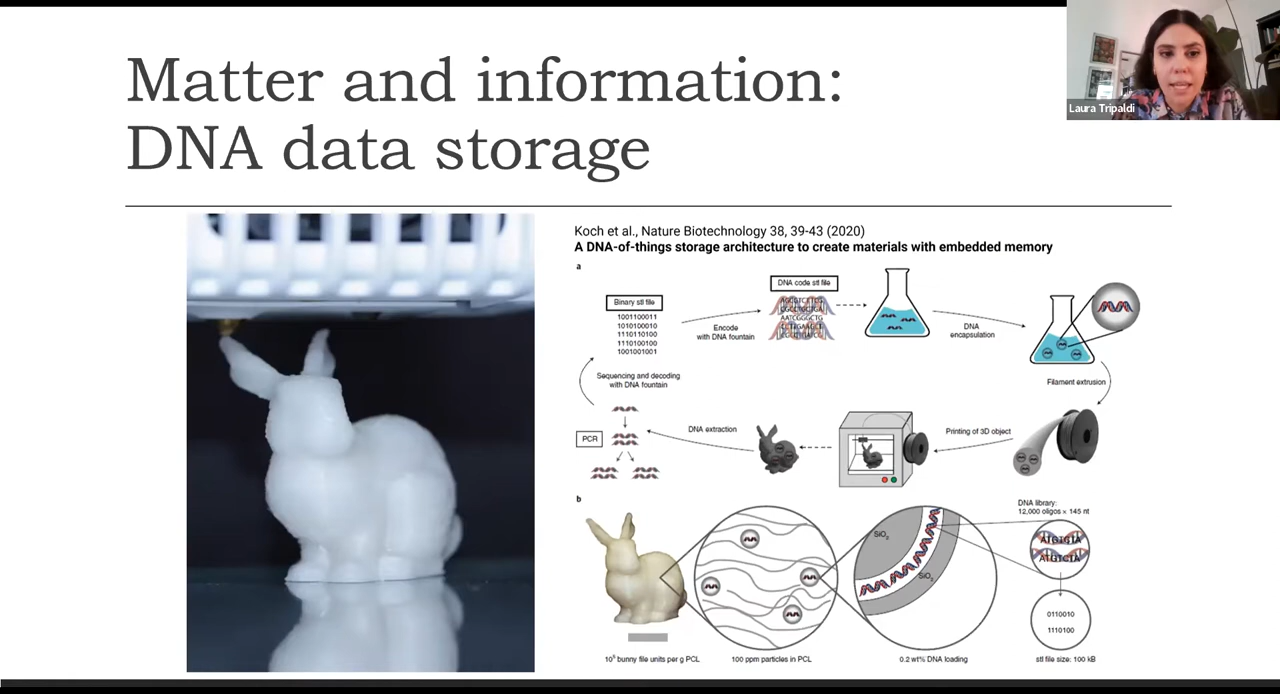 Matter and information:
DNA data storage
Laura Tripaldi
Koch et al., Nature Biotechnology 38, 39-43 (2020)
A DNA-of-things storage architecture to create materials with embedded memory
a
Binary stl file
1001100011
1010100010
1110110100
1110100100
1001001001
Encode
with DNA fountain
DNA code stl file
AATCGGGCTG
DNA
encapsulation
Filament extrusion
Printing of 3D object
DNA extraction
PCR
Sequencing and decoding
with DNA fountain
b
SiO2
SiO2
DNA library:
12,000 oligos × 145 nt
ATGTGTA
ATGTCTA
0110010
1110100
bunny file units per g PCL
100 ppm particles in PCL
0.2 wt% DNA loading
stl file size: 100 kB